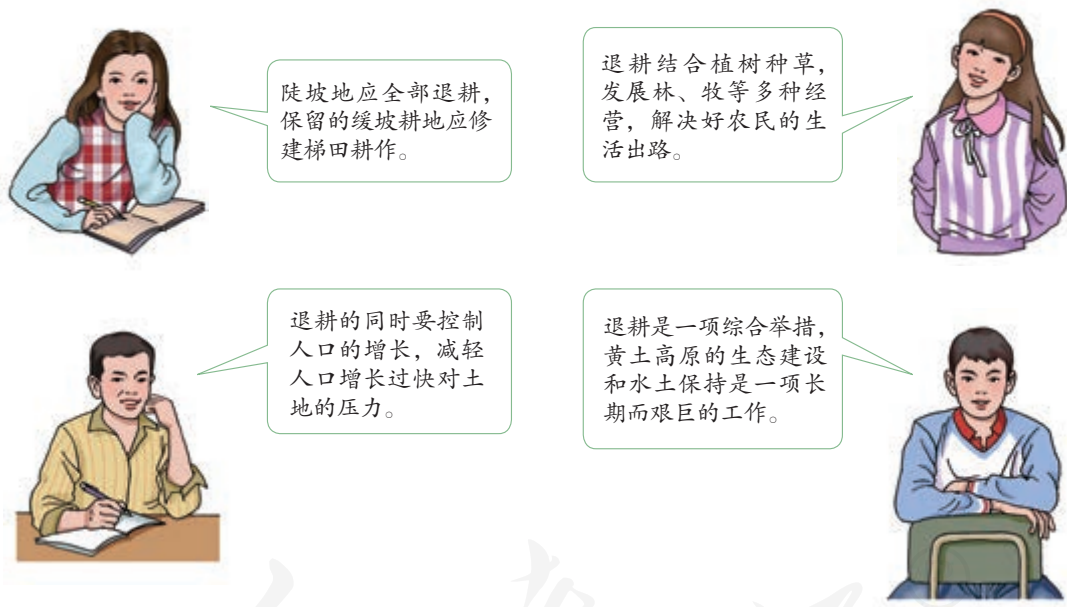 陡坡地应全部退耕，
保留的缓坡耕地应修
建梯田耕作。
退耕结合植树种草，
发展林、牧等多种经
营，解决好农民的生
活出路。
退耕的同时要控制
人口的增长，减轻
人口增长过快对土
地的压力。
退耕是一项综合举措，
黄土高原的生态建设
和水土保持是一项长
期而艰巨的工作。